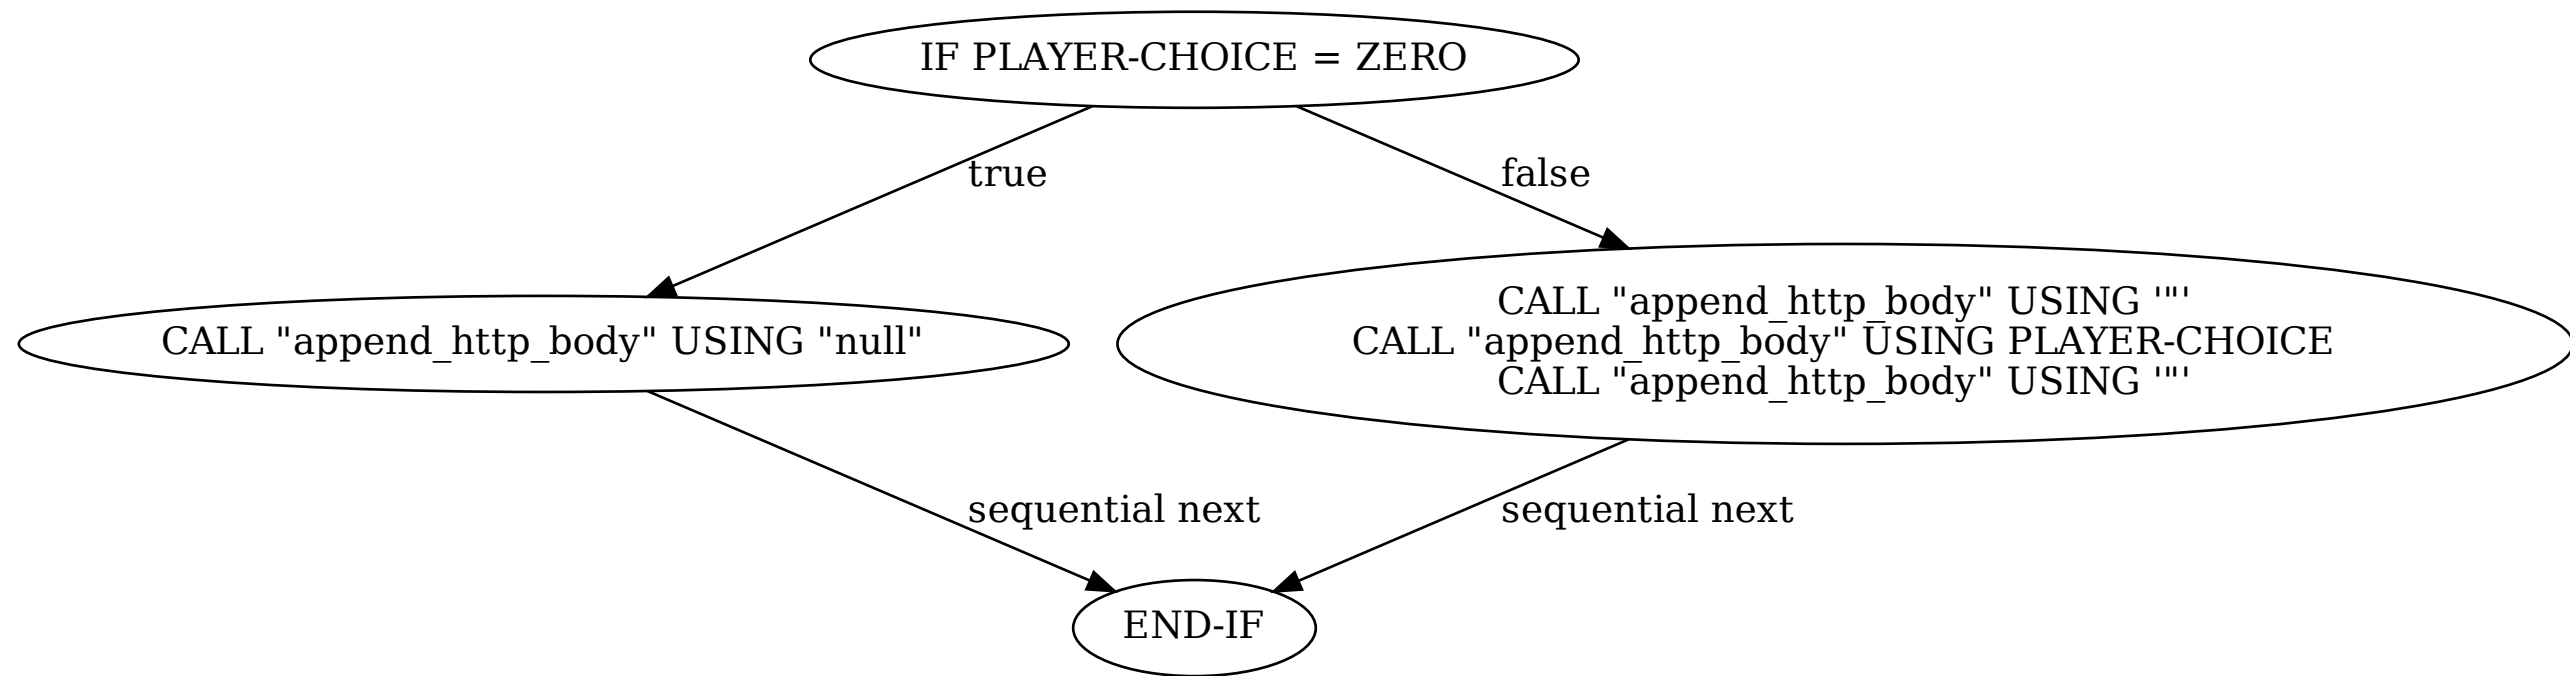 IF PLAYER-CHOICE = ZERO
true
false
CALL "append_http_body" USING "null"
CALL "append_http_body" USING '"'
CALL "append_http_body" USING PLAYER-CHOICE
CALL "append_http_body" USING '"'
sequential next
sequential next
END-IF